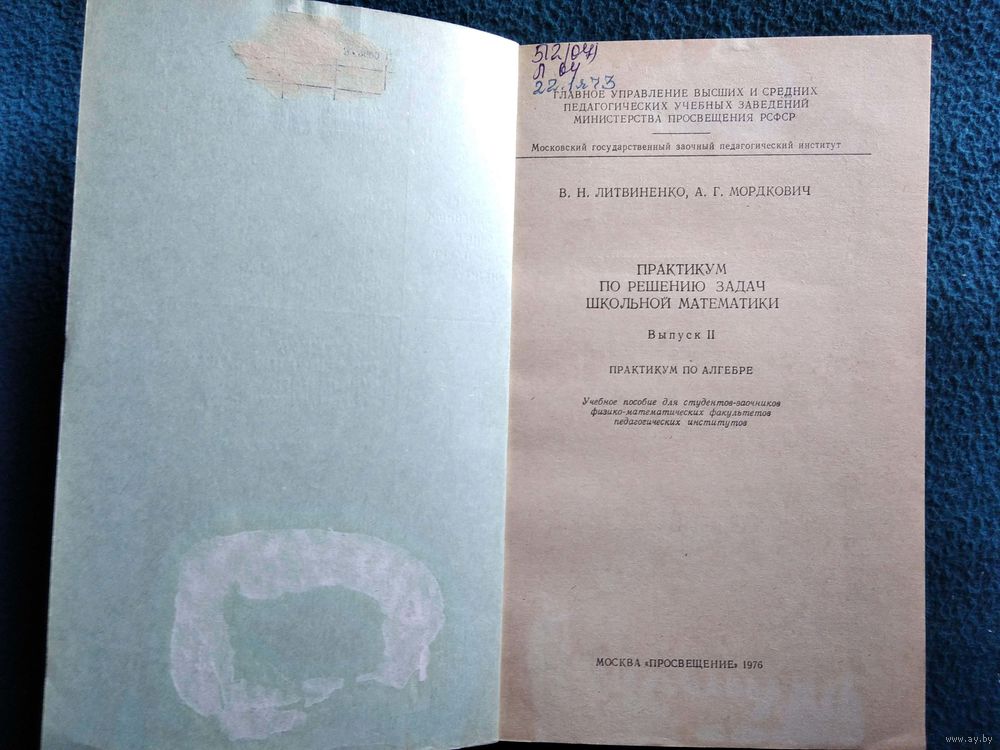 512(07)
Л 64
22.1я73
ГЛАВНОЕ УПРАВЛЕНИЕ ВЫСШИХ И СРЕДНИХ
ПЕДАГОГИЧЕСКИХ УЧЕБНЫХ ЗАВЕДЕНИЙ
МИНИСТЕРСТВА ПРОСВЕЩЕНИЯ РСФСР
Московский государственный заочный педагогический институт
В. Н. ЛИТВИНЕНКО, А. Г. МОРДКОВИЧ
ПРАКТИКУМ
ПО РЕШЕНИЮ ЗАДАЧ
ШКОЛЬНОЙ МАТЕМАТИКИ
Выпуск II
ПРАКТИКУМ ПО АЛГЕБРЕ
Учебное пособие для студентов-заочников
физико-математических факультетов
педагогических институтов
МОСКВА «ПРОСВЕЩЕНИЕ» 1976
www.ay.by